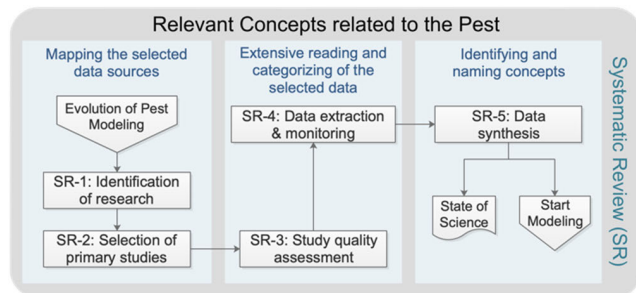 Relevant Concepts related to the Pest
Mapping the selected
data sources
Evolution of Pest
Modeling
SR-1: Identification
of research
SR-2: Selection of
primary studies
Extensive reading and
categorizing of the
selected data
SR-4: Data extraction
& monitoring
SR-3: Study quality
assessment
Identifying and
naming concepts
SR-5: Data
synthesis
State of
Science
Start
Modeling
Systematic Review (SR)